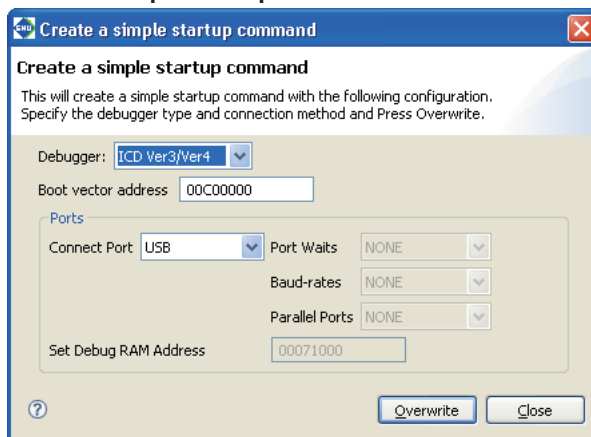 GNU Create a simple startup command
Create a simple startup command
This will create a simple startup command with the following configuration.
Specify the debugger type and connection method and Press Overwrite.
Debugger: ICD Ver3/Ver4
Boot vector address 00C00000
Ports
Connect Port USB Port Waits NONE
Baud-rates NONE
Parallel Ports NONE
Set Debug RAM Address 00071000
? Overwrite Close